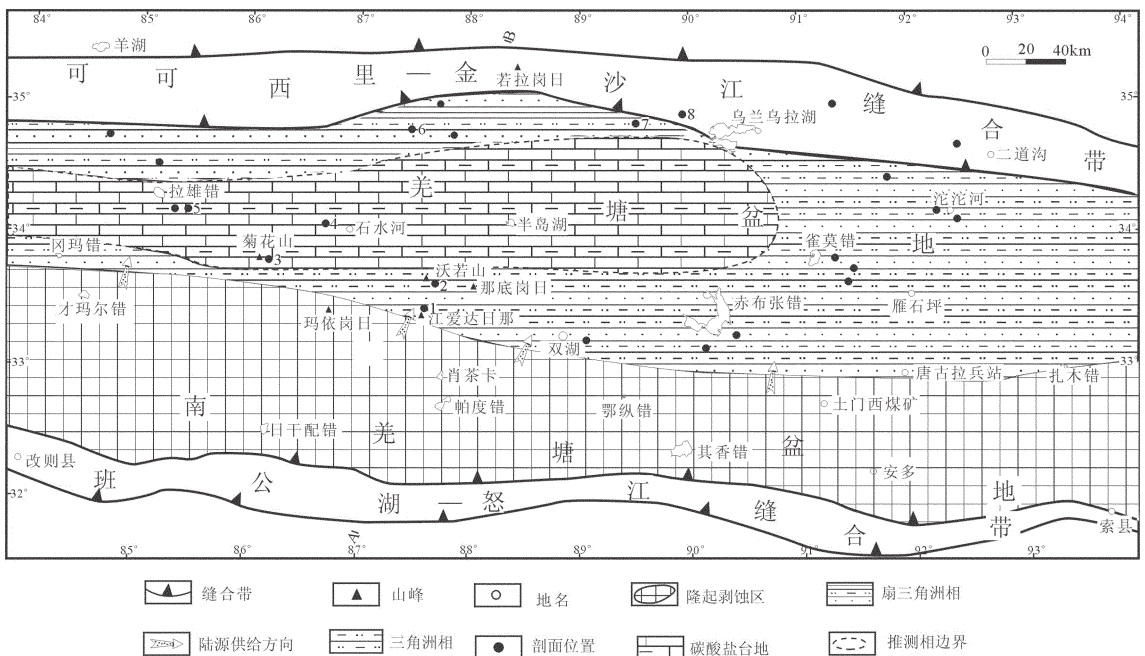 84° 85° 86° 87° 88° 89° 90° 91° 92° 93° 94°
羊湖
B
0 20 40km
可可西里—金沙江缝合带
若拉岗日
35° 35°
6 7 8
乌兰乌拉湖
二道沟
拉雄错
5
羌塘盆地
4
石水河
半岛湖
沱沱河
34° 34°
冈玛错
菊花山
3
雀莫错
沃若山
2
那底岗日
才玛尔错
玛依岗日
1
江爱达日那
赤布张错
雁石坪
双湖
33° 33°
肖茶卡
唐古拉兵站
扎木错
帕度错
鄂纵错
土门西煤矿
南羌塘盆地
日干配错
其香错
改则县
安多
32°
班公湖—怒江缝合带
索县
A
85° 86° 87° 88° 89° 90° 91° 92° 93°
缝合带 山峰 地名 隆起剥蚀区 扇三角洲相
陆源供给方向 三角洲相 剖面位置 碳酸盐台地 推测相边界